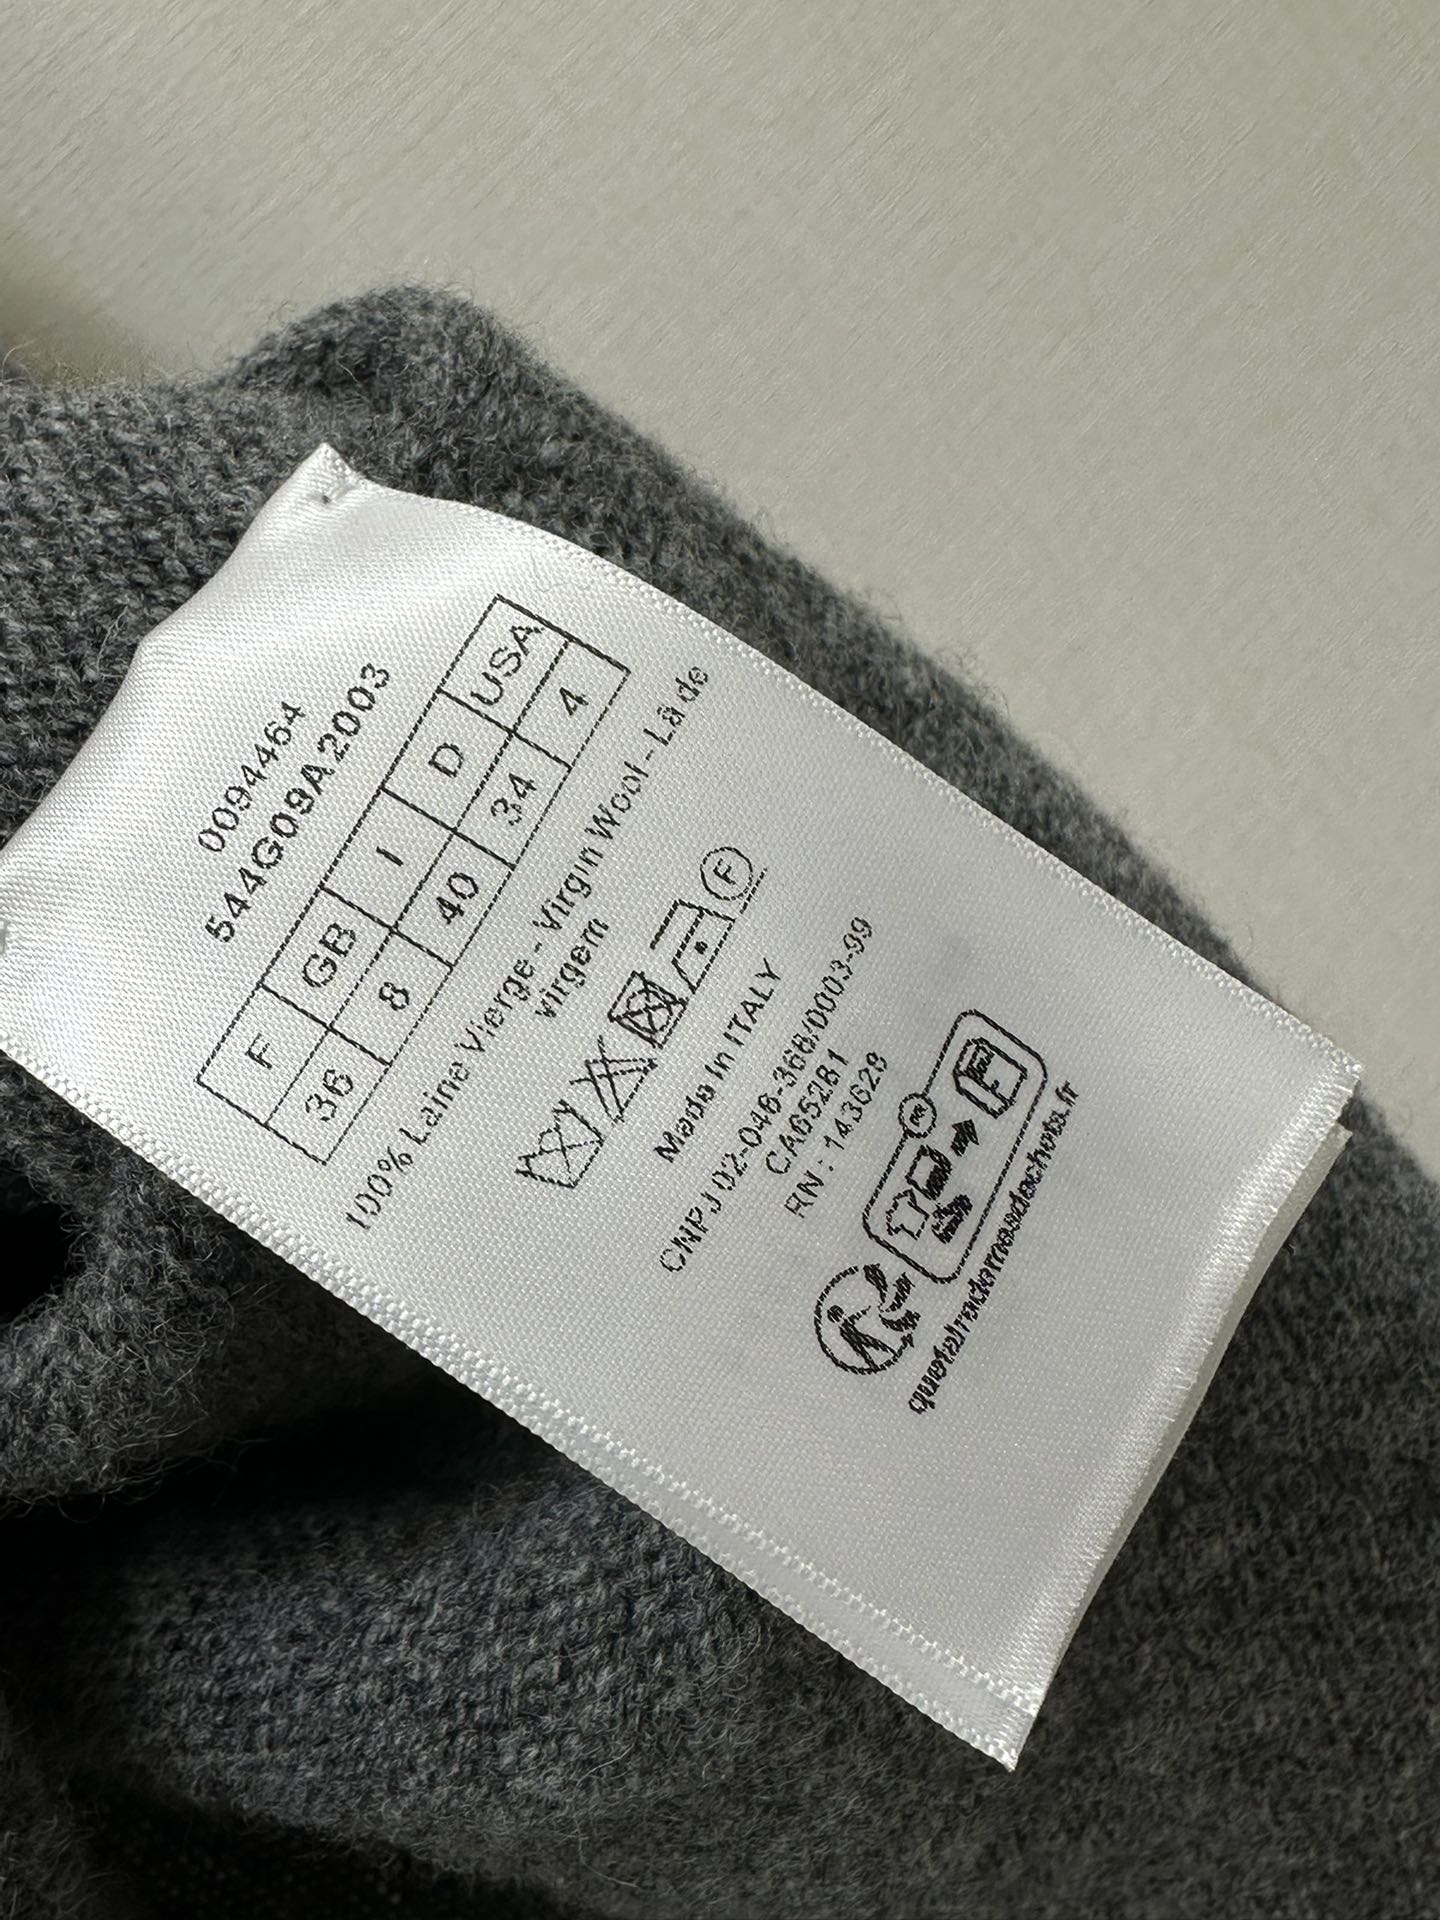 0094464
544G09A2003
F GB I D USA
36 8 40 34 4
100% Laine Vierge - Virgin Wool - Lã de
virgem
F
Made in ITALY
CNPJ 02-046-368/0003-99
CA65281
RN : 143628
FR
quefairedemesdechets.fr